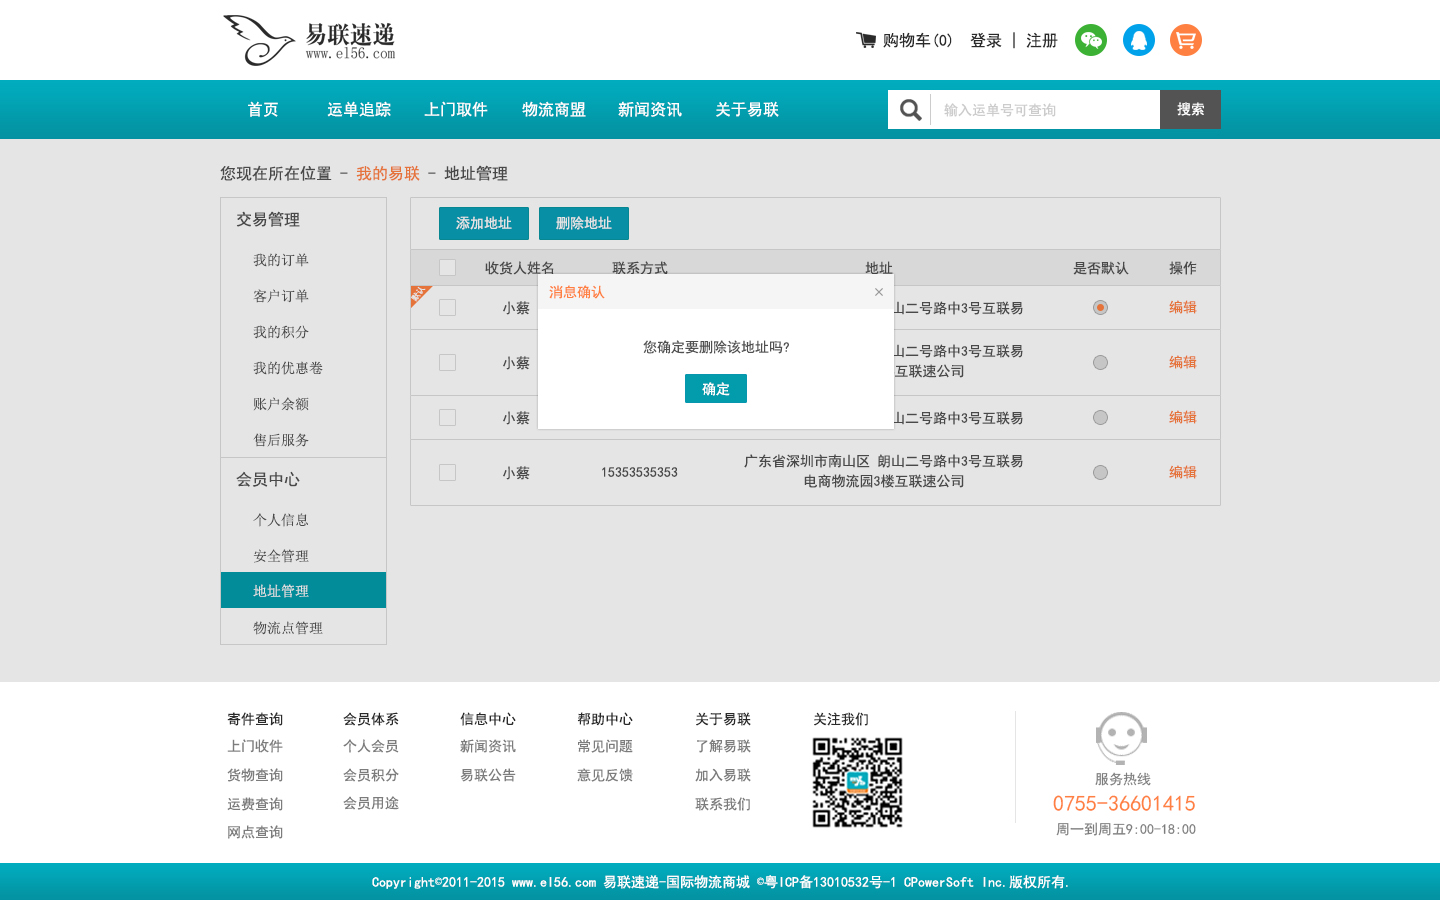 易联速递
www.el56.com
购物车(0) 登录 | 注册
首页 运单追踪 上门取件 物流商盟 新闻资讯 关于易联
输入运单号可查询 搜索
您现在所在位置 - 我的易联 - 地址管理
交易管理
我的订单
客户订单
我的积分
我的优惠卷
账户余额
售后服务
会员中心
个人信息
安全管理
地址管理
物流点管理
添加地址 删除地址
收货人姓名 联系方式 地址 是否默认 操作
默认
小蔡 山二号路中3号互联易 编辑
小蔡 山二号路中3号互联易
互联速公司 编辑
小蔡 山二号路中3号互联易 编辑
小蔡 15353535353 广东省深圳市南山区 朗山二号路中3号互联易
电商物流园3楼互联速公司 编辑
消息确认 ×
您确定要删除该地址吗?
确定
寄件查询
上门收件
货物查询
运费查询
网点查询
会员体系
个人会员
会员积分
会员用途
信息中心
新闻资讯
易联公告
帮助中心
常见问题
意见反馈
关于易联
了解易联
加入易联
联系我们
关注我们
服务热线
0755-36601415
周一到周五9:00-18:00
Copyright©2011-2015 www.el56.com 易联速递-国际物流商城 ©粤ICP备13010532号-1 CPowerSoft Inc.版权所有.